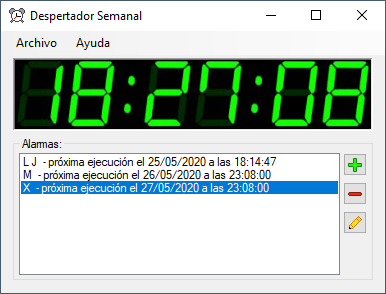 Despertador Semanal
Archivo Ayuda
18:27:08
Alarmas:
L J - próxima ejecución el 25/05/2020 a las 18:14:47
M - próxima ejecución el 26/05/2020 a las 23:08:00
X - próxima ejecución el 27/05/2020 a las 23:08:00